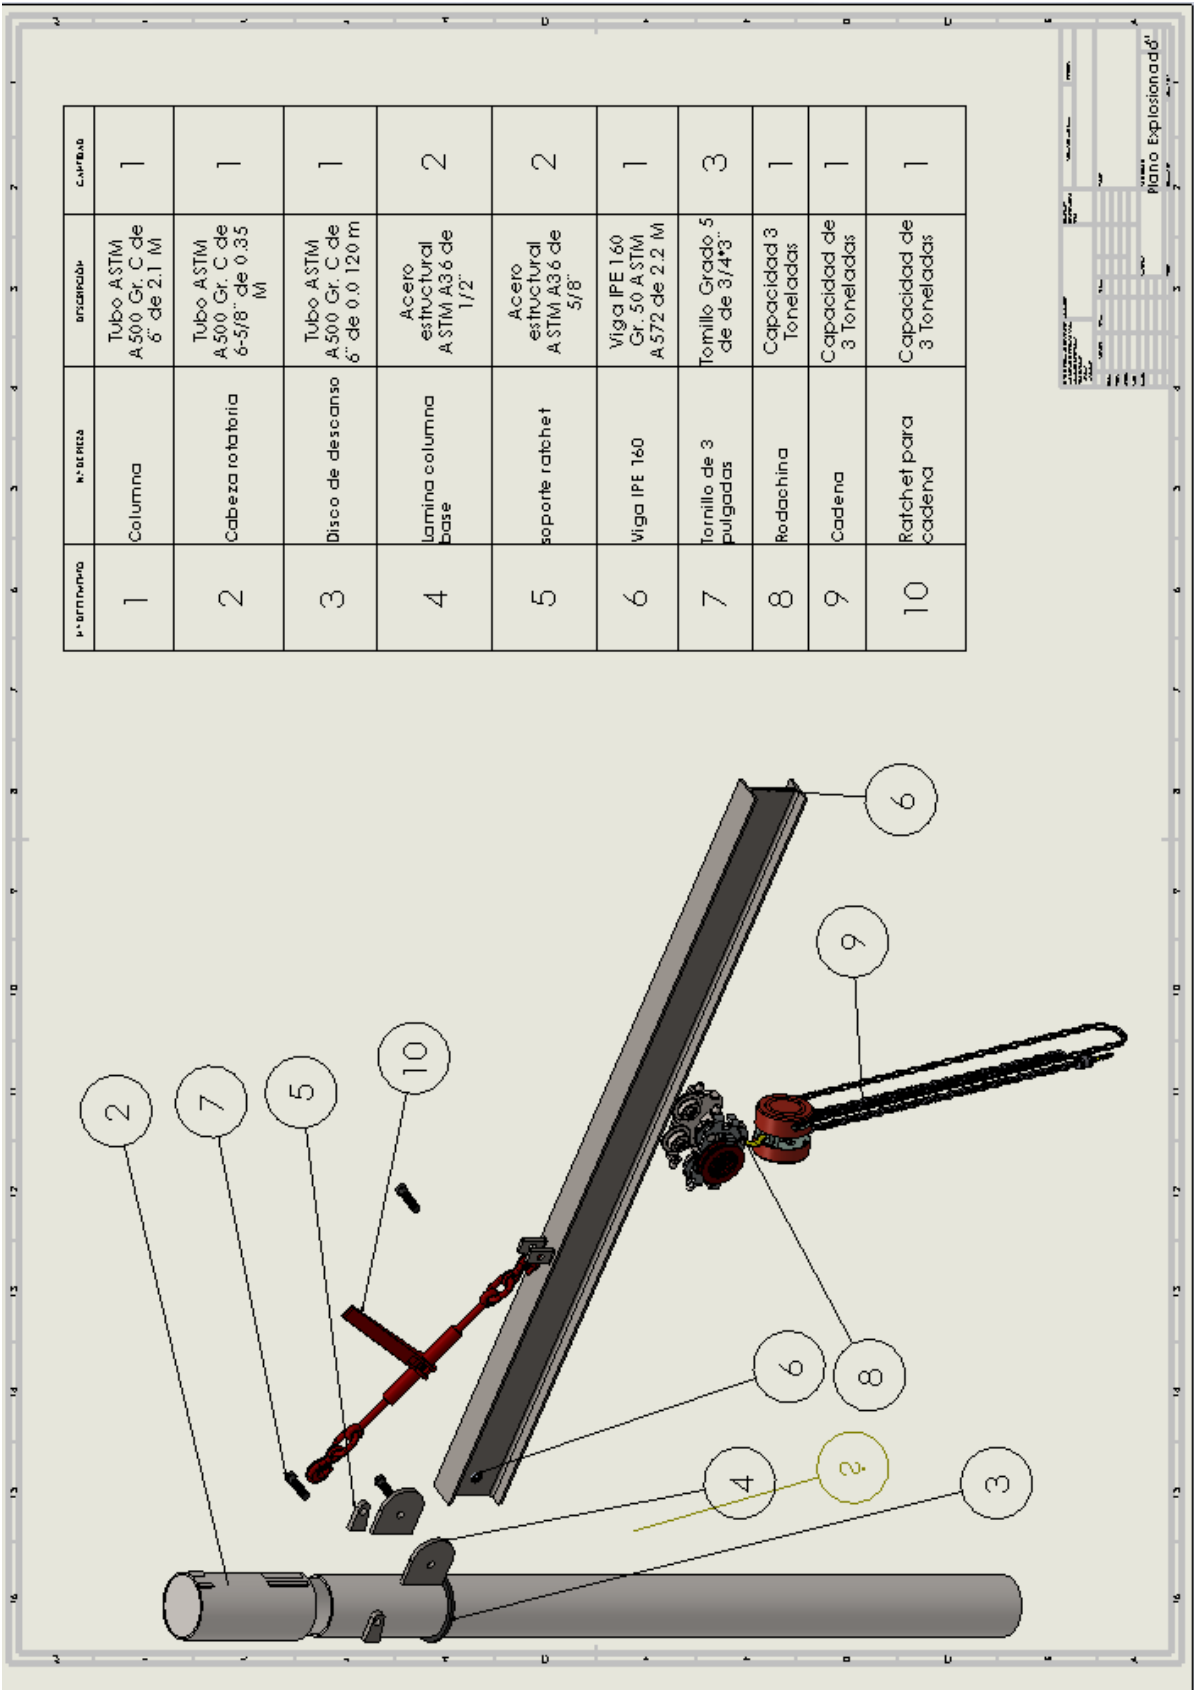 N.º DE ELEMENTO N.º DE PIEZA DESCRIPCIÓN CANTIDAD
1 Columna Tubo ASTM
A500 Gr. C de
6" de 2.1 M 1
2 Cabeza rotatoria Tubo ASTM
A500 Gr. C de
6-5/8" de 0.35
M 1
3 Disco de descanso Tubo ASTM
A500 Gr. C de
6" de 0.0 120 m 1
4 Lamina columna
base Acero
estructural
ASTM A36 de
1/2" 2
5 soporte ratchet Acero
estructural
ASTM A36 de
5/8" 2
6 Viga IPE 160 Viga IPE 160
Gr. 50 ASTM
A572 de 2.2 M 1
7 Tornillo de 3
pulgadas Tornillo Grado 5
de de 3/4*3" 3
8 Rodachina Capacidad 3
Toneladas 1
9 Cadena Capacidad de
3 Toneladas 1
10 Ratchet para
cadena Capacidad de
3 Toneladas 1
2
7
5
10
6
9
6
8
?
4
3
Plano Explosionado